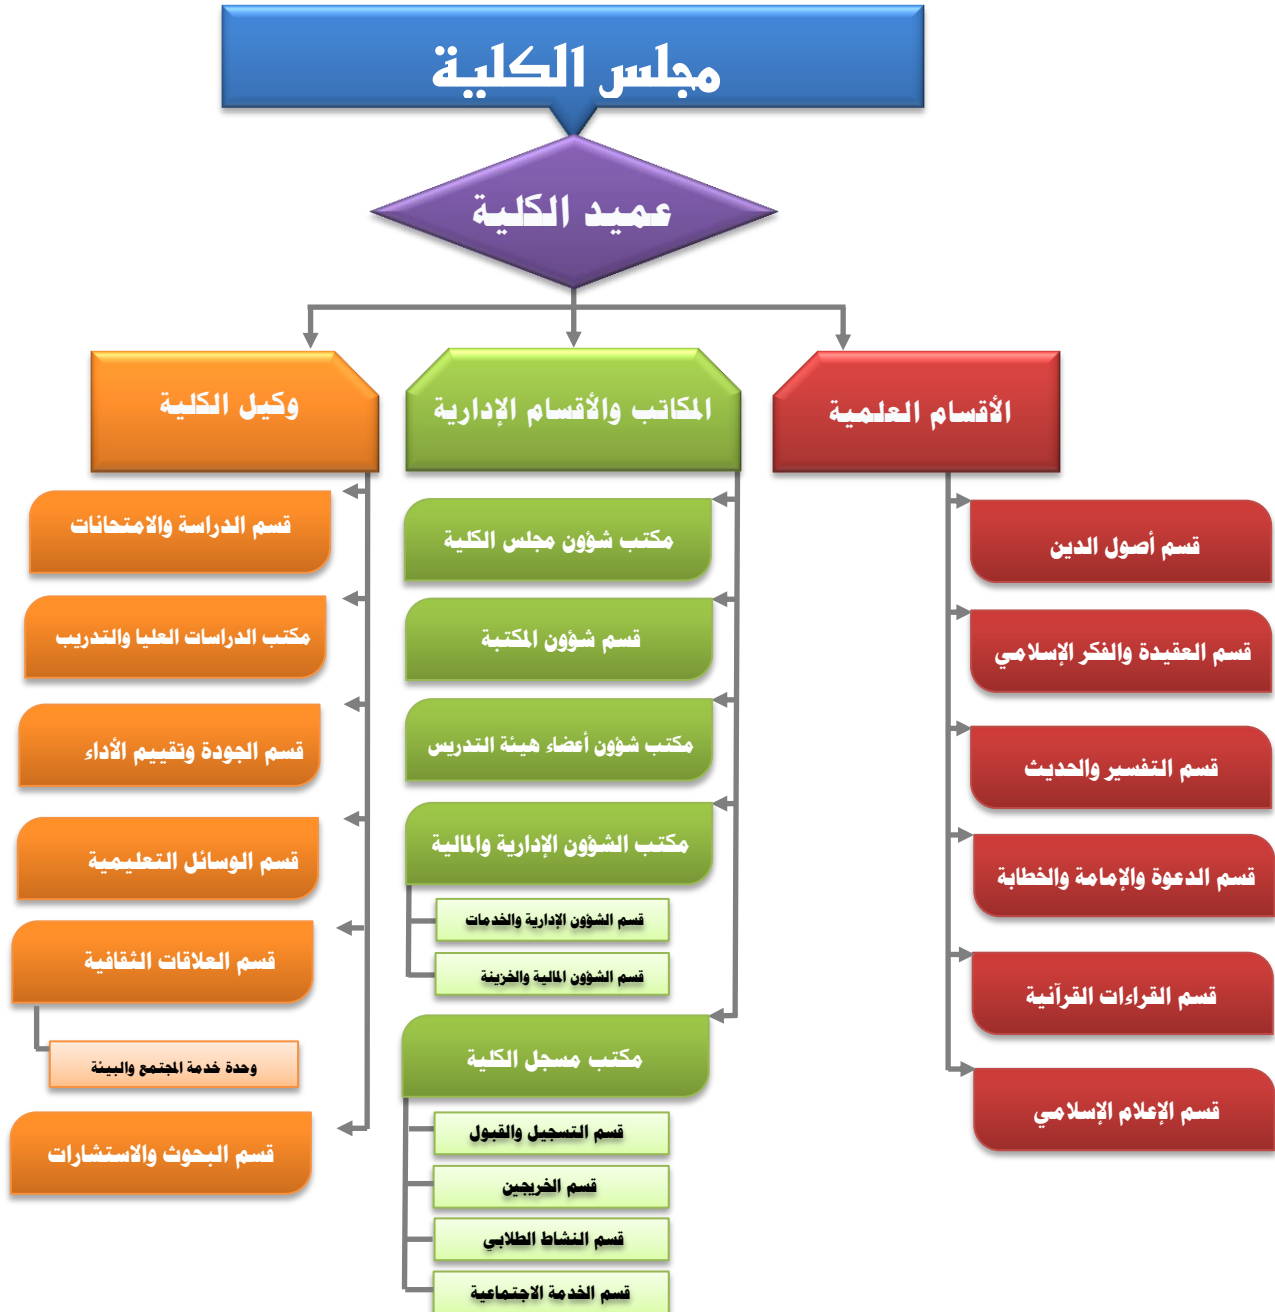 مجلس الكلية
عميد الكلية
الأقسام العلمية
قسم أصول الدين
قسم العقيدة والفكر الإسلامي
قسم التفسير والحديث
قسم الدعوة والإمامة والخطابة
قسم القراءات القرآنية
قسم الإعلام الإسلامي
المكاتب والأقسام الإدارية
مكتب شؤون مجلس الكلية
قسم شؤون المكتبة
مكتب شؤون أعضاء هيئة التدريس
مكتب الشؤون الإدارية والمالية
قسم الشؤون الإدارية والخدمات
قسم الشؤون المالية والخزينة
مكتب مسجل الكلية
قسم التسجيل والقبول
قسم الخريجين
قسم النشاط الطلابي
قسم الخدمة الاجتماعية
وكيل الكلية
قسم الدراسة والامتحانات
مكتب الدراسات العليا والتدريب
قسم الجودة وتقييم الأداء
قسم الوسائل التعليمية
قسم العلاقات الثقافية
وحدة خدمة المجتمع والبيئة
قسم البحوث والاستشارات